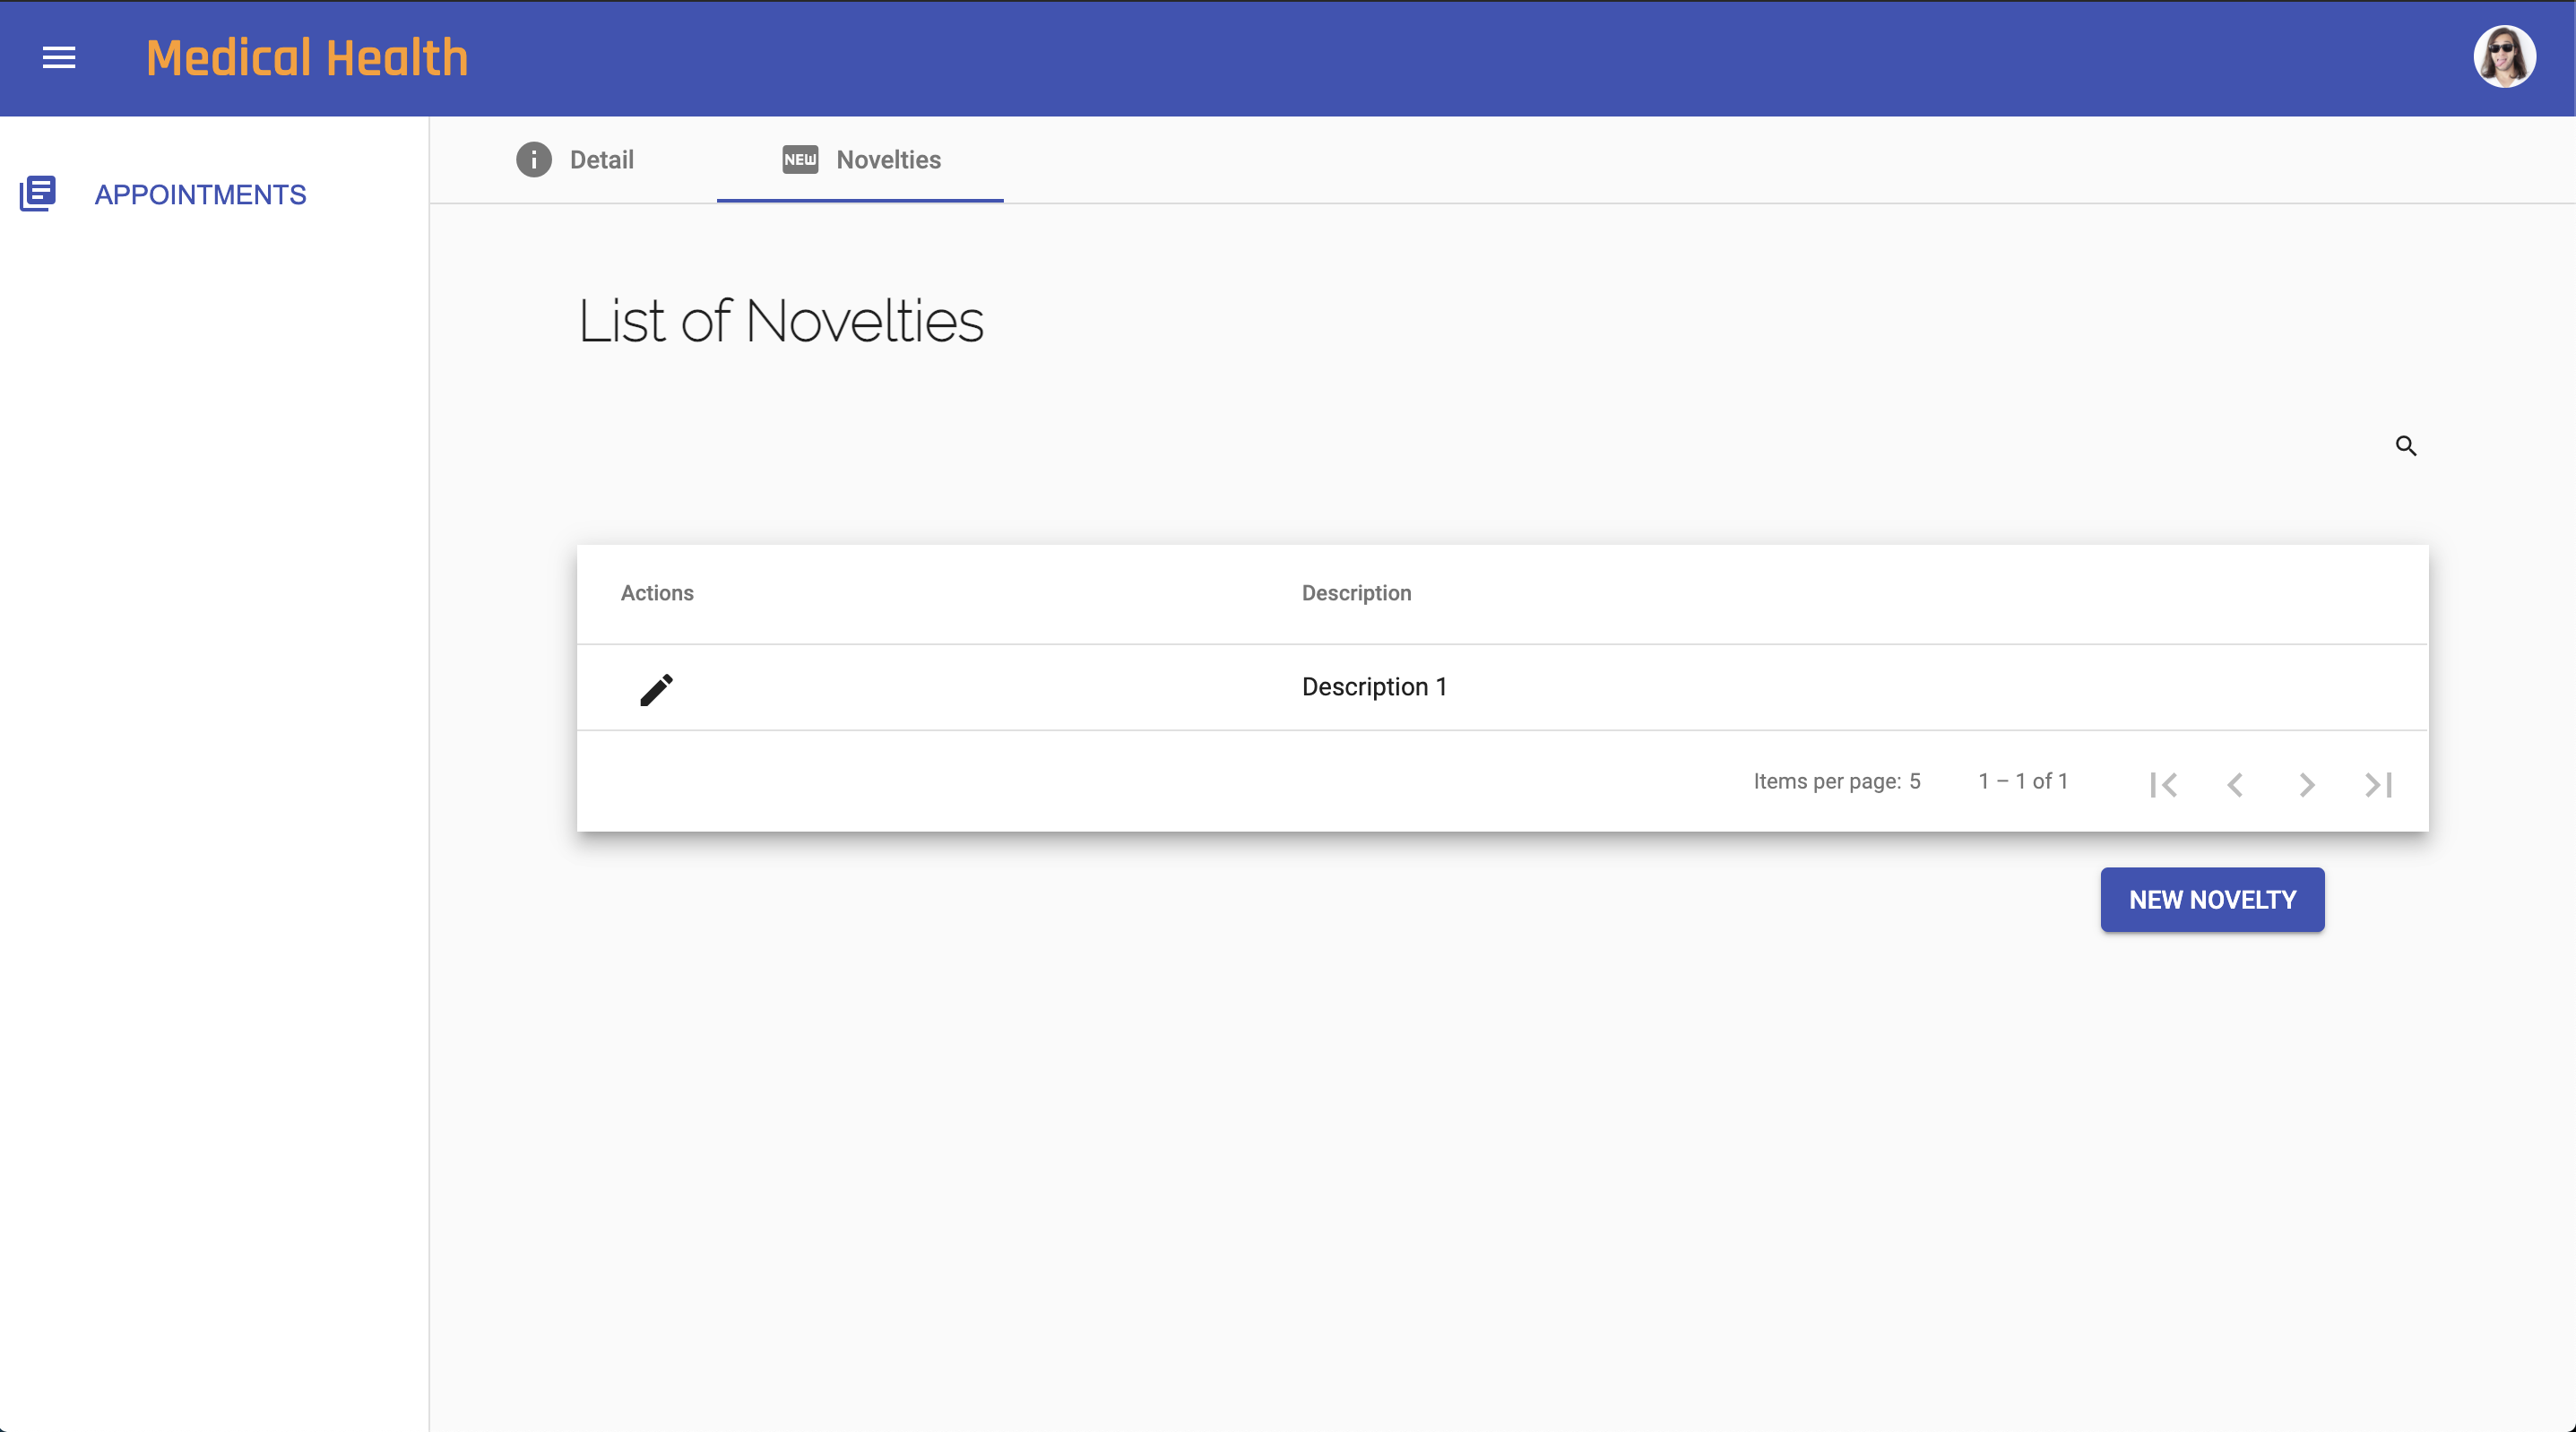 Medical Health
APPOINTMENTS
Detail
NEW Novelties
List of Novelties
Actions Description
Description 1
Items per page: 5 1 – 1 of 1
NEW NOVELTY